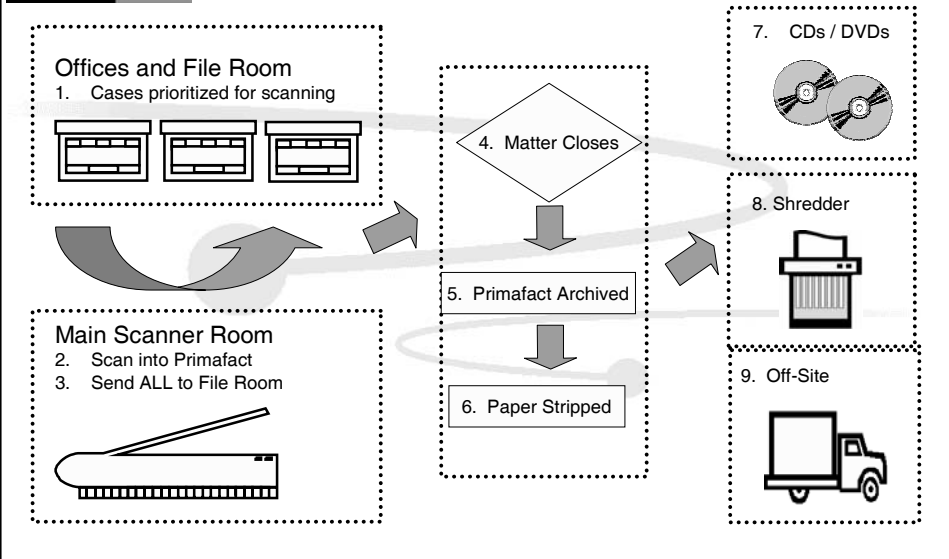 Offices and File Room
1. Cases prioritized for scanning
Main Scanner Room
2. Scan into Primafact
3. Send ALL to File Room
4. Matter Closes
5. Primafact Archived
6. Paper Stripped
7. CDs / DVDs
8. Shredder
9. Off-Site